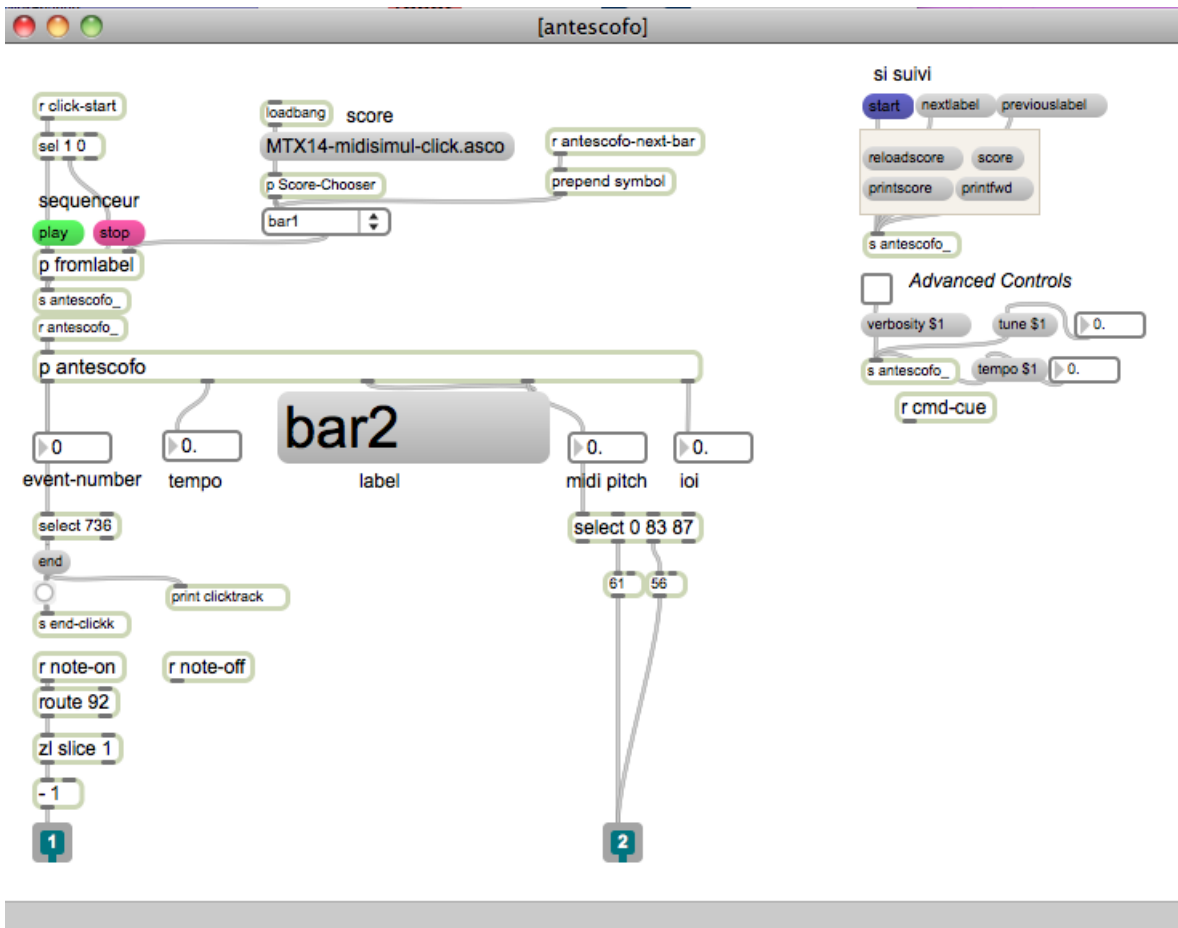 [antescofo]
si suivi
r click-start
loadbang
score
start
nextlabel
previouslabel
sel 1 0
MTX14-midisimul-click.asco
r antescofo-next-bar
reloadscore
score
p Score-Chooser
prepend symbol
printscore
printfwd
sequenceur
bar1
play
stop
s antescofo_
p fromlabel
Advanced Controls
s antescofo_
r antescofo_
verbosity $1
tune $1
0.
p antescofo
s antescofo_
tempo $1
0.
bar2
r cmd-cue
0
0.
0.
0.
event-number
tempo
label
midi pitch
ioi
select 736
select 0 83 87
end
61
56
print clicktrack
s end-clickk
r note-on
r note-off
route 92
zl slice 1
- 1
1
2